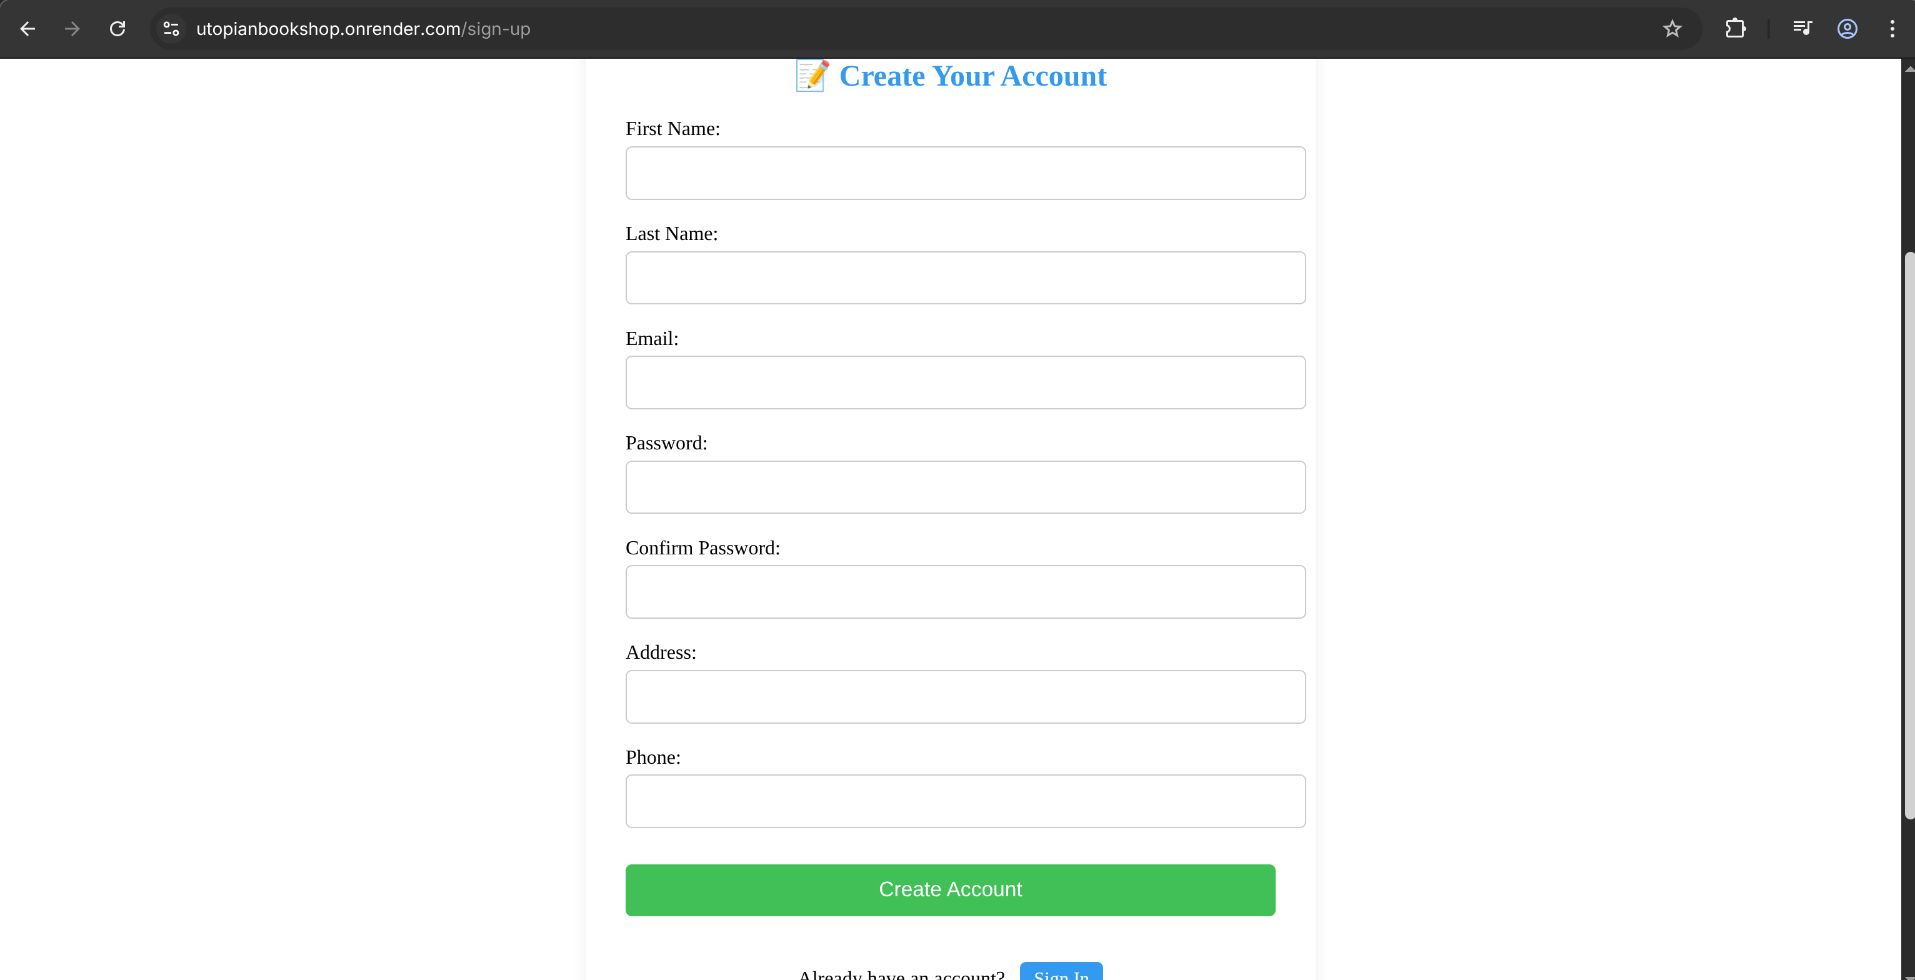 utopianbookshop.onrender.com/sign-up
📝 Create Your Account
First Name:
Last Name:
Email:
Password:
Confirm Password:
Address:
Phone:
Create Account
Already have an account? Sign In